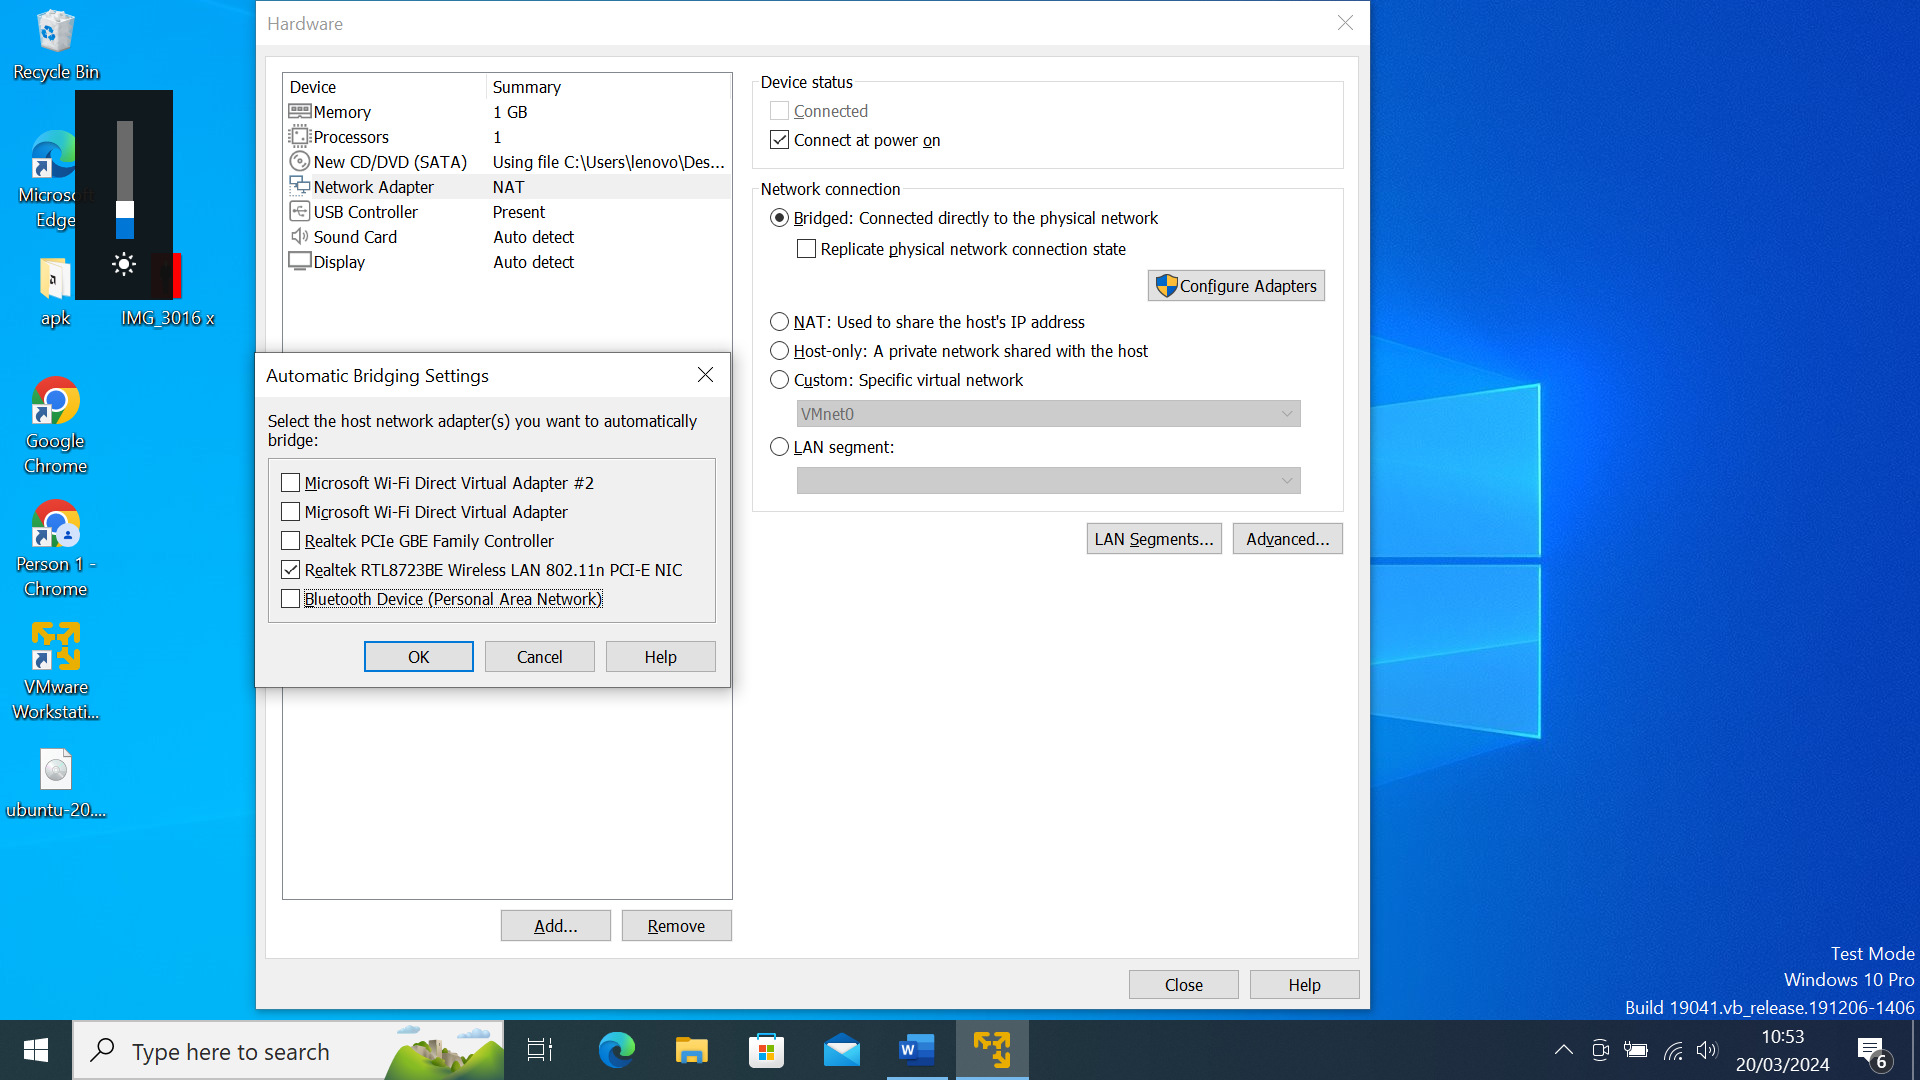 Recycle Bin
Microsoft
Edge
apk
IMG_3016 x
Google
Chrome
Person 1 -
Chrome
VMware
Workstati...
ubuntu-20....
Hardware
Device Summary
Memory 1 GB
Processors 1
New CD/DVD (SATA) Using file C:\Users\lenovo\Des...
Network Adapter NAT
USB Controller Present
Sound Card Auto detect
Display Auto detect
Add...
Remove
Device status
Connected
Connect at power on
Network connection
Bridged: Connected directly to the physical network
Replicate physical network connection state
Configure Adapters
NAT: Used to share the host's IP address
Host-only: A private network shared with the host
Custom: Specific virtual network
VMnet0
LAN segment:
LAN Segments...
Advanced...
Close
Help
Automatic Bridging Settings
Select the host network adapter(s) you want to automatically
bridge:
Microsoft Wi-Fi Direct Virtual Adapter #2
Microsoft Wi-Fi Direct Virtual Adapter
Realtek PCIe GBE Family Controller
Realtek RTL8723BE Wireless LAN 802.11n PCI-E NIC
Bluetooth Device (Personal Area Network)
OK
Cancel
Help
Test Mode
Windows 10 Pro
Build 19041.vb_release.191206-1406
Type here to search
W
10:53
20/03/2024
6